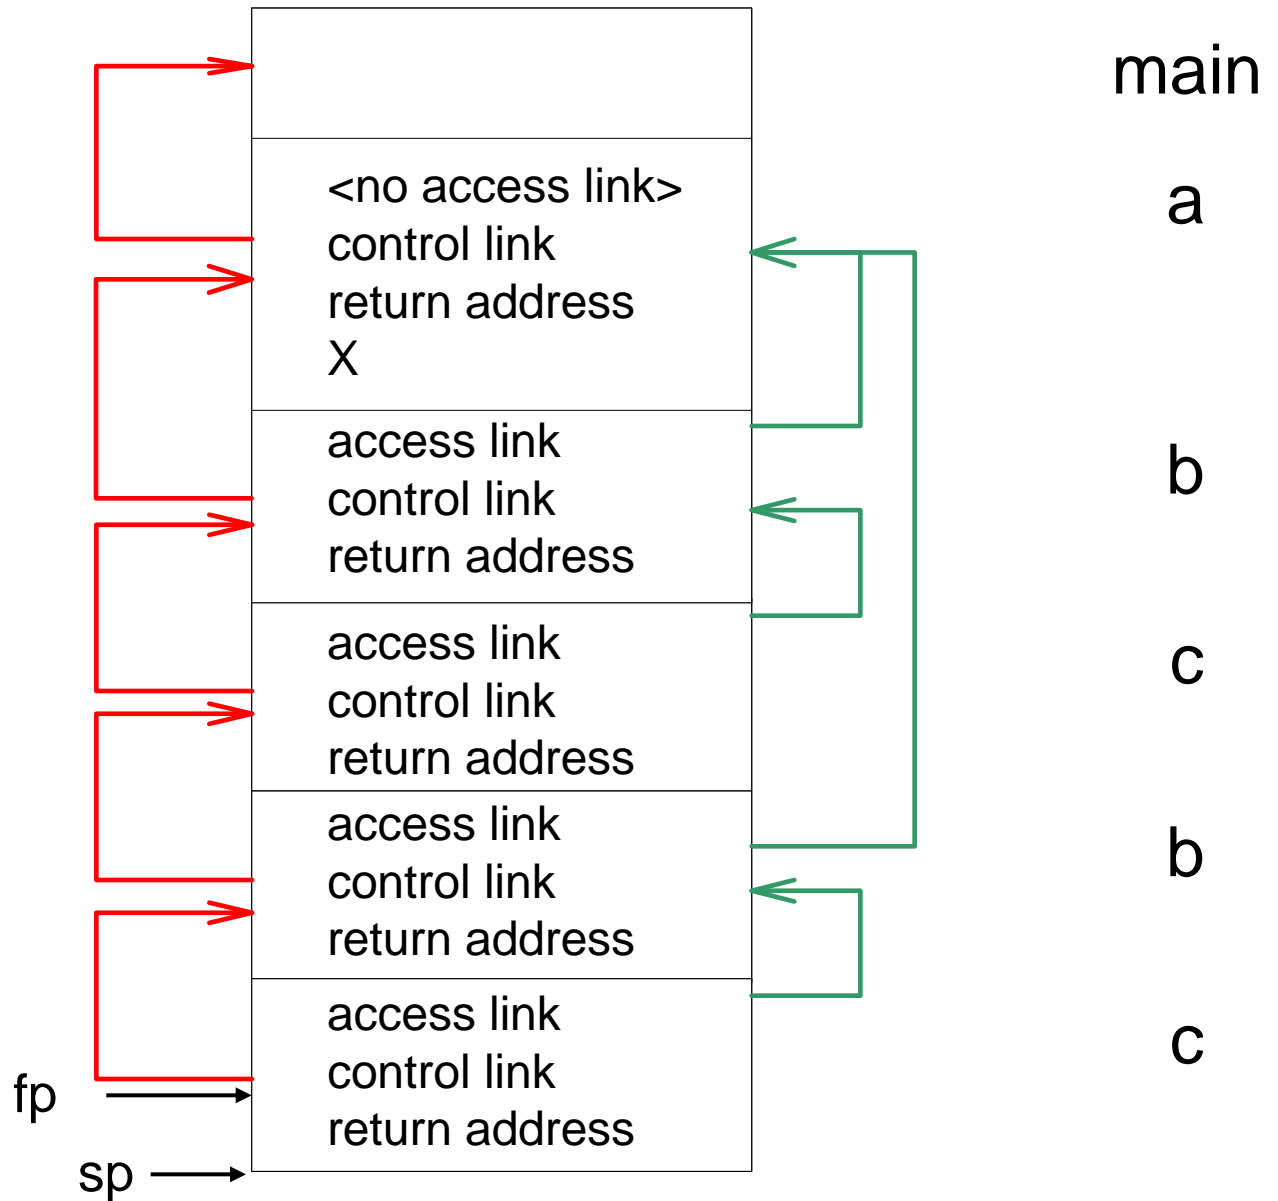 main
<no access link>
control link
return address
X
a
access link
control link
return address
b
access link
control link
return address
c
access link
control link
return address
b
access link
control link
return address
c
fp
sp